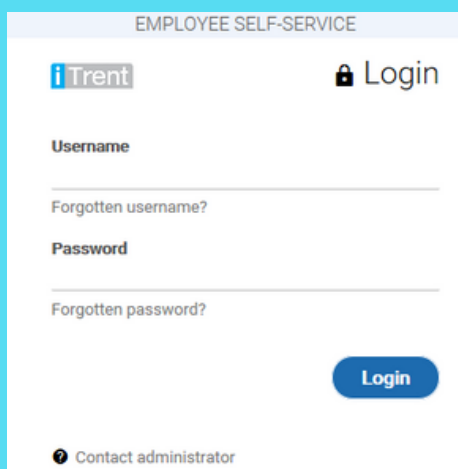 EMPLOYEE SELF-SERVICE
iTrent
Login
Username
Forgotten username?
Password
Forgotten password?
Login
Contact administrator